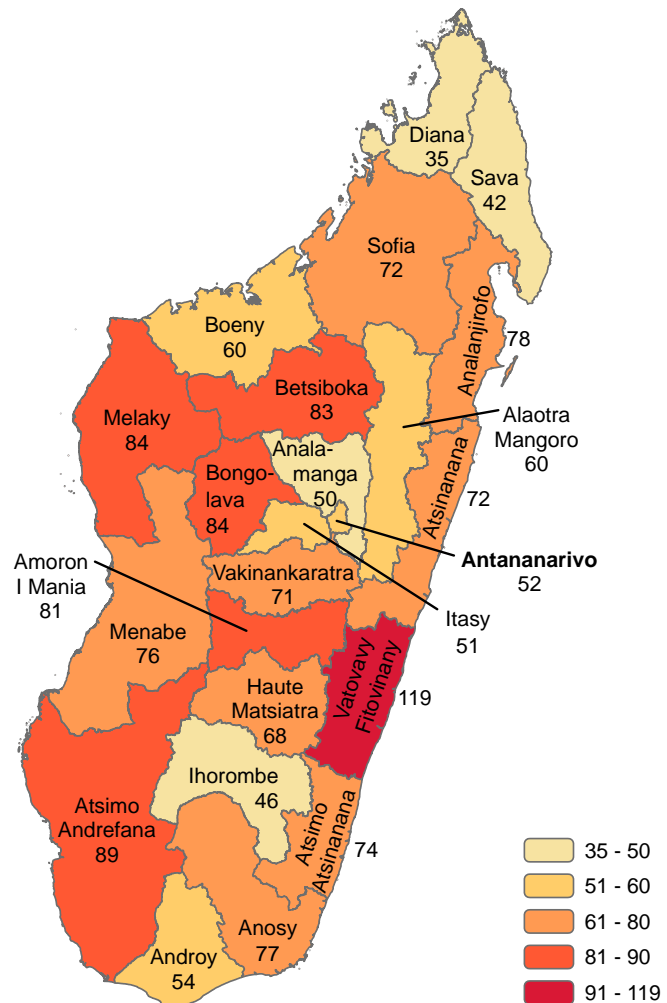 Diana
35
Sava
42
Sofia
72
Analanjirofo
78
Boeny
60
Betsiboka
83
Melaky
84
Alaotra
Mangoro
60
Anala-
manga
50
Bongo-
lava
84
Atsinanana
72
Antananarivo
52
Amoron
I Mania
81
Vakinankaratra
71
Itasy
51
Menabe
76
Vatovavy
Fitovinany
119
Haute
Matsiatra
68
Ihorombe
46
Atsimo
Andrefana
89
Atsimo
Atsinanana
74
Anosy
77
Androy
54
35 - 50
51 - 60
61 - 80
81 - 90
91 - 119